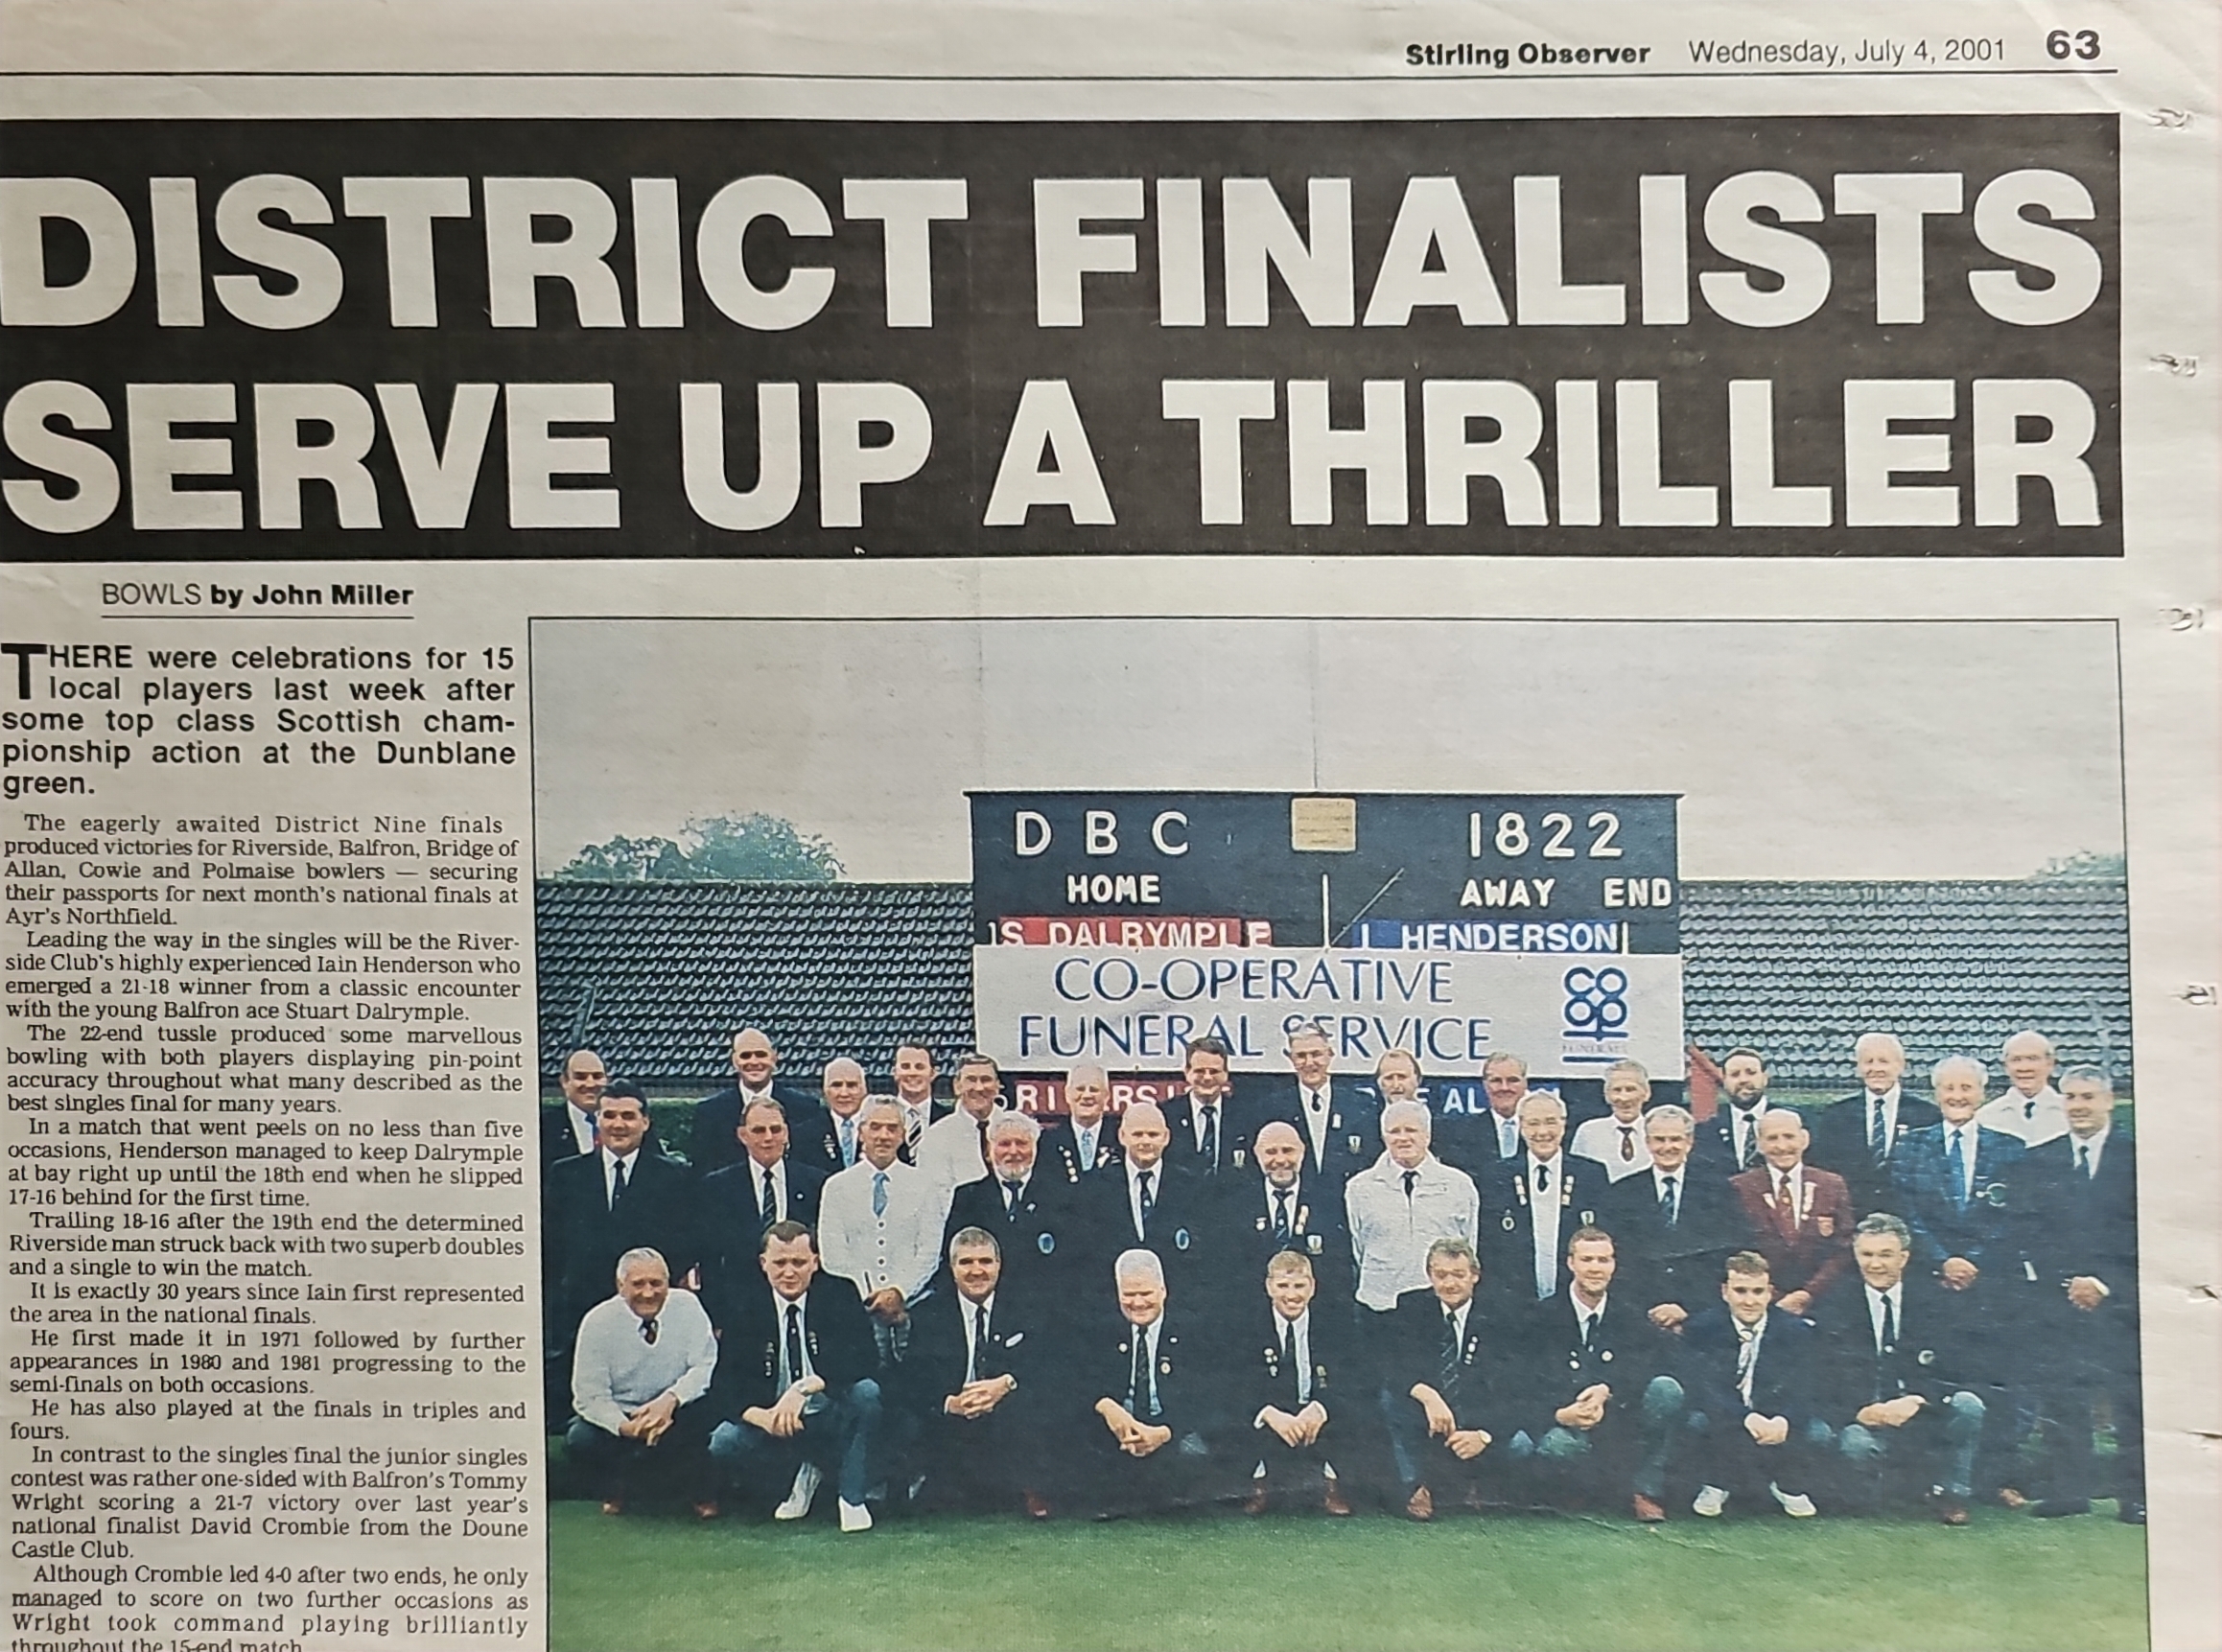 Stirling Observer Wednesday, July 4, 2001 63
DISTRICT FINALISTS
SERVE UP A THRILLER
BOWLS by John Miller
THERE were celebrations for 15
local players last week after
some top class Scottish cham-
pionship action at the Dunblane
green.
The eagerly awaited District Nine finals
produced victories for Riverside, Balfron, Bridge of
Allan, Cowie and Polmaise bowlers — securing
their passports for next month's national finals at
Ayr's Northfield.
Leading the way in the singles will be the River-
side Club's highly experienced Iain Henderson who
emerged a 21-18 winner from a classic encounter
with the young Balfron ace Stuart Dalrymple.
The 22-end tussle produced some marvellous
bowling with both players displaying pin-point
accuracy throughout what many described as the
best singles final for many years.
In a match that went peels on no less than five
occasions, Henderson managed to keep Dalrymple
at bay right up until the 18th end when he slipped
17-16 behind for the first time.
Trailing 18-16 after the 19th end the determined
Riverside man struck back with two superb doubles
and a single to win the match.
It is exactly 30 years since Iain first represented
the area in the national finals.
He first made it in 1971 followed by further
appearances in 1980 and 1981 progressing to the
semi-finals on both occasions.
He has also played at the finals in triples and
fours.
In contrast to the singles final the junior singles
contest was rather one-sided with Balfron's Tommy
Wright scoring a 21-7 victory over last year's
national finalist David Crombie from the Doune
Castle Club.
Although Crombie led 4-0 after two ends, he only
managed to score on two further occasions as
Wright took command playing brilliantly
throughout the 15-end match.
D B C 1822
HOME AWAY END
S DALRYMPLE I HENDERSON
CO-OPERATIVE
FUNERAL SERVICE
CO
OP